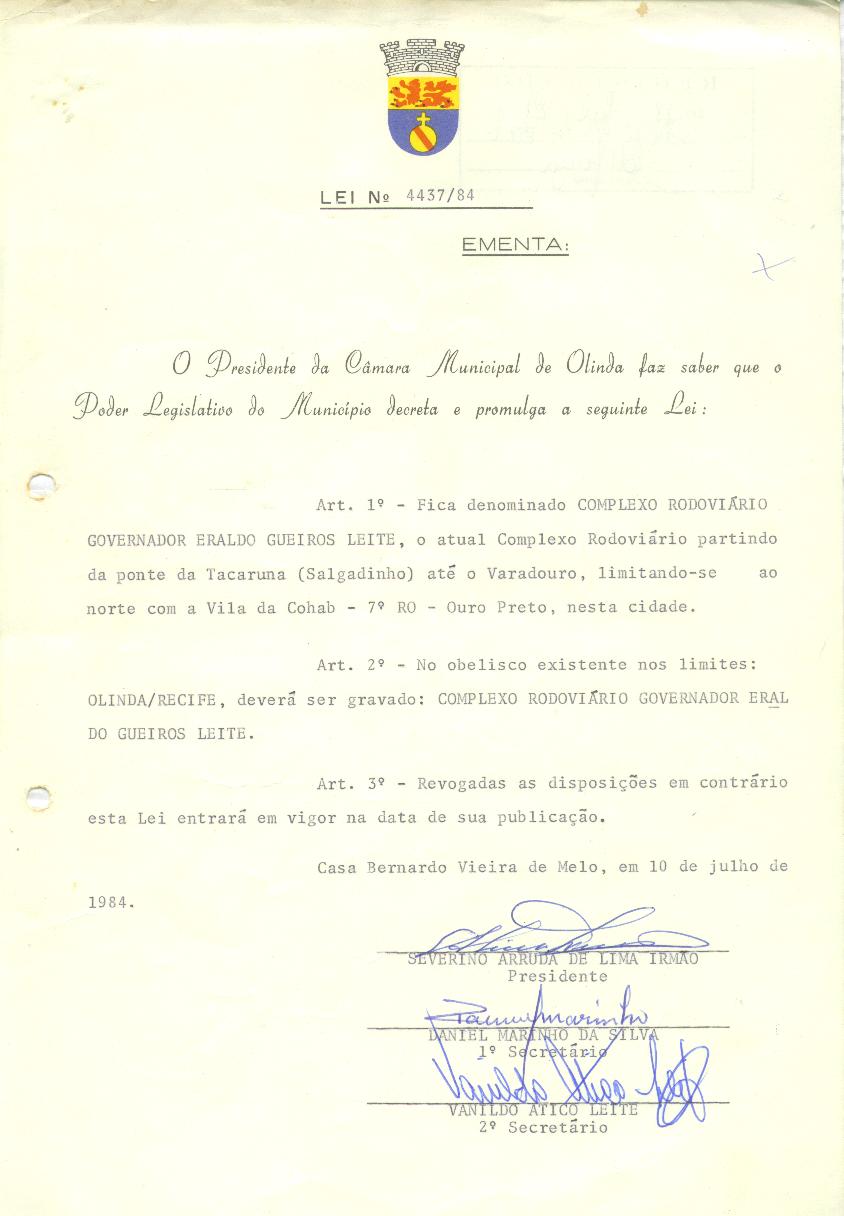 LEI Nº 4437/84
EMENTA:
O Presidente da Câmara Municipal de Olinda faz saber que o
Poder Legislativo do Município decreta e promulga a seguinte Lei:
Art. 1º - Fica denominado COMPLEXO RODOVIÁRIO
GOVERNADOR ERALDO GUEIROS LEITE, o atual Complexo Rodoviário partindo
da ponte da Tacaruna (Salgadinho) até o Varadouro, limitando-se ao
norte com a Vila da Cohab - 7º RO - Ouro Preto, nesta cidade.
Art. 2º - No obelisco existente nos limites:
OLINDA/RECIFE, deverá ser gravado: COMPLEXO RODOVIÁRIO GOVERNADOR ERAL
DO GUEIROS LEITE.
Art. 3º - Revogadas as disposições em contrário
esta Lei entrará em vigor na data de sua publicação.
Casa Bernardo Vieira de Melo, em 10 de julho de
1984.
SEVERINO ARRUDA DE LIMA IRMÃO
Presidente
Marinho
DANIEL MARINHO DA SILVA
1º Secretário
Vanildo Atico
VANILDO ATICO LEITE
2º Secretário